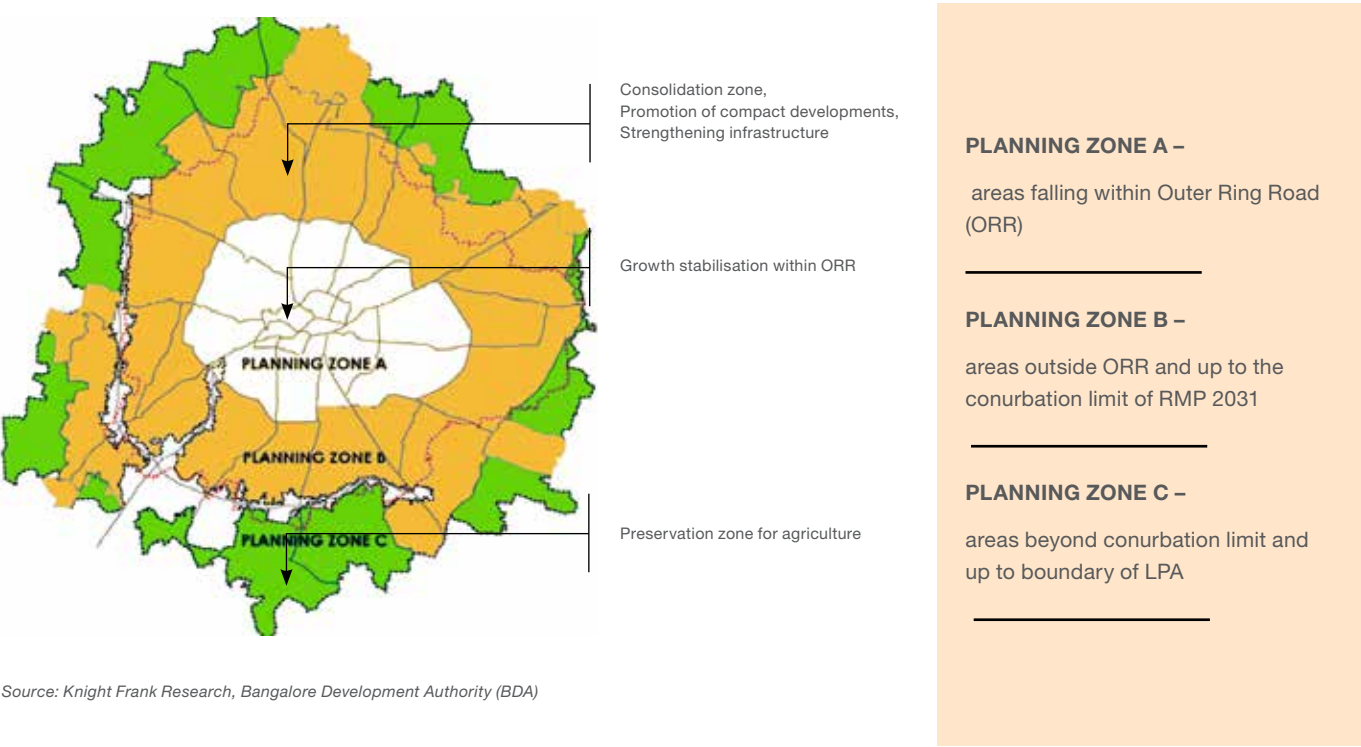 Consolidation zone,
Promotion of compact developments,
Strengthening infrastructure
Growth stabilisation within ORR
PLANNING ZONE A
PLANNING ZONE B
PLANNING ZONE C
Preservation zone for agriculture
Source: Knight Frank Research, Bangalore Development Authority (BDA)
PLANNING ZONE A –
areas falling within Outer Ring Road
(ORR)
PLANNING ZONE B –
areas outside ORR and up to the
conurbation limit of RMP 2031
PLANNING ZONE C –
areas beyond conurbation limit and
up to boundary of LPA